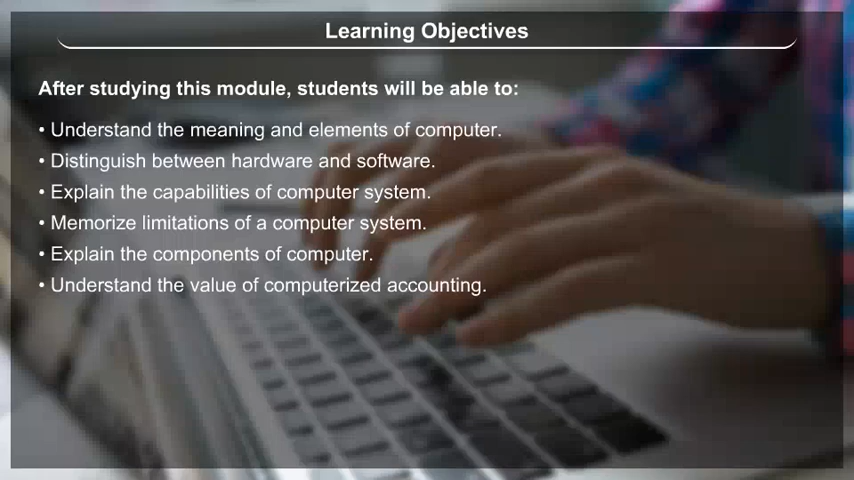 Learning Objectives
After studying this module, students will be able to:
• Understand the meaning and elements of computer.
• Distinguish between hardware and software.
• Explain the capabilities of computer system.
• Memorize limitations of a computer system.
• Explain the components of computer.
• Understand the value of computerized accounting.